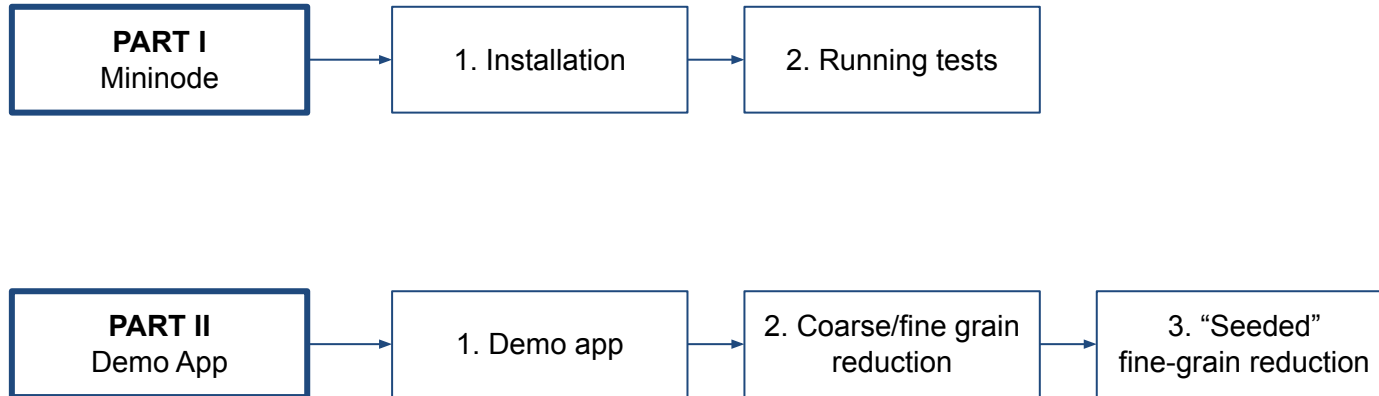 PART I
Mininode
1. Installation
2. Running tests
PART II
Demo App
1. Demo app
2. Coarse/fine grain
reduction
3. “Seeded”
fine-grain reduction